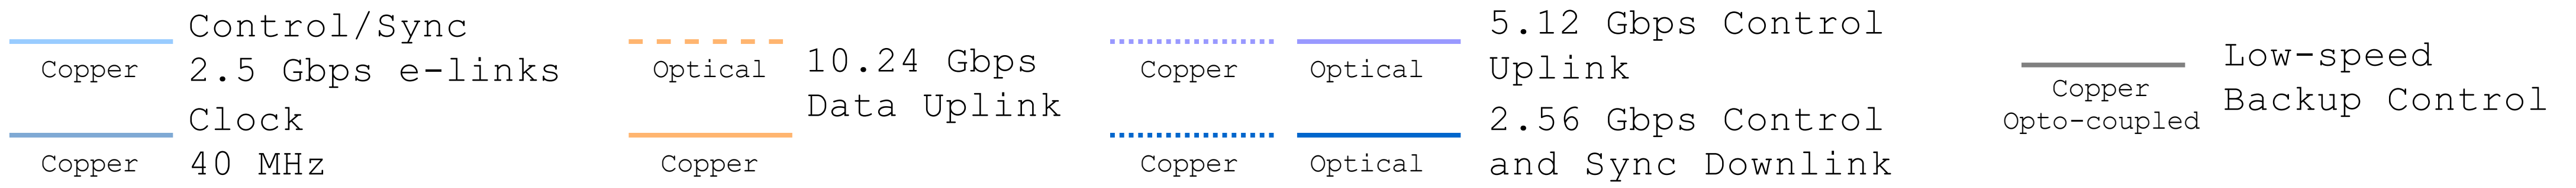 Control/Sync
Copper
2.5 Gbps e-links
Clock
Copper
40 MHz
Optical
10.24 Gbps
Data Uplink
Copper
Copper
Optical
5.12 Gbps Control
Uplink
Copper
Optical
2.56 Gbps Control
and Sync Downlink
Copper
Opto-coupled
Low-speed
Backup Control